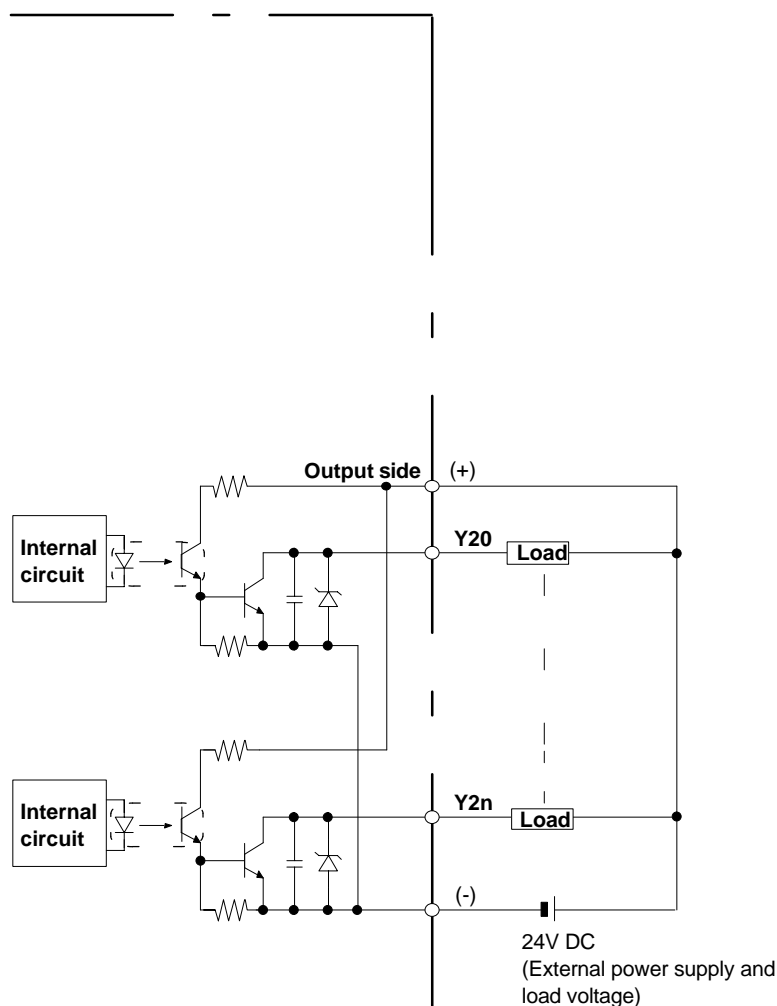 Output side
(+)
Internal
circuit
Y20
Load
Internal
circuit
Y2n
Load
(-)
24V DC
(External power supply and
load voltage)